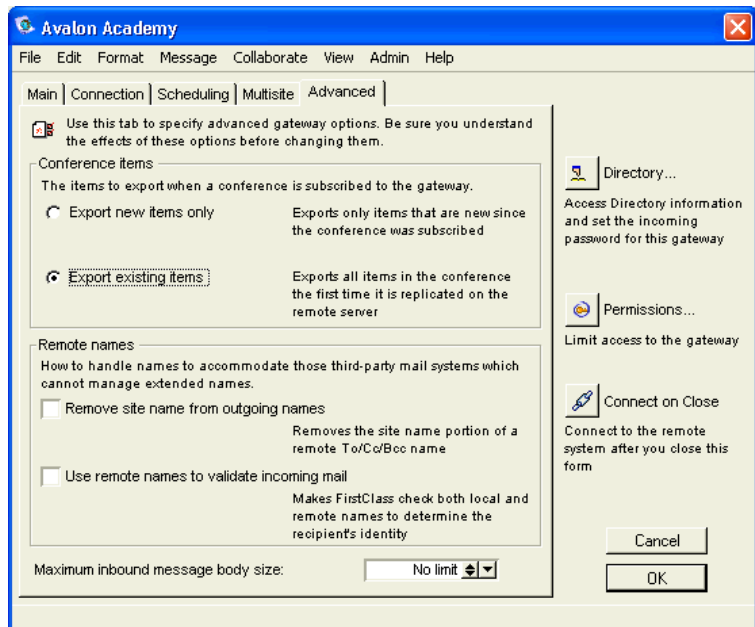 Avalon Academy
File Edit Format Message Collaborate View Admin Help
Main Connection Scheduling Multisite Advanced
Use this tab to specify advanced gateway options. Be sure you understand
the effects of these options before changing them.
Conference items
The items to export when a conference is subscribed to the gateway.
Export new items only
Exports only items that are new since
the conference was subscribed
Export existing items
Exports all items in the conference
the first time it is replicated on the
remote server
Remote names
How to handle names to accommodate those third-party mail systems which
cannot manage extended names.
Remove site name from outgoing names
Removes the site name portion of a
remote To/Cc/Bcc name
Use remote names to validate incoming mail
Makes FirstClass check both local and
remote names to determine the
recipient's identity
Maximum inbound message body size: No limit
Directory...
Access Directory information
and set the incoming
password for this gateway
Permissions...
Limit access to the gateway
Connect on Close
Connect to the remote
system after you close this
form
Cancel
OK